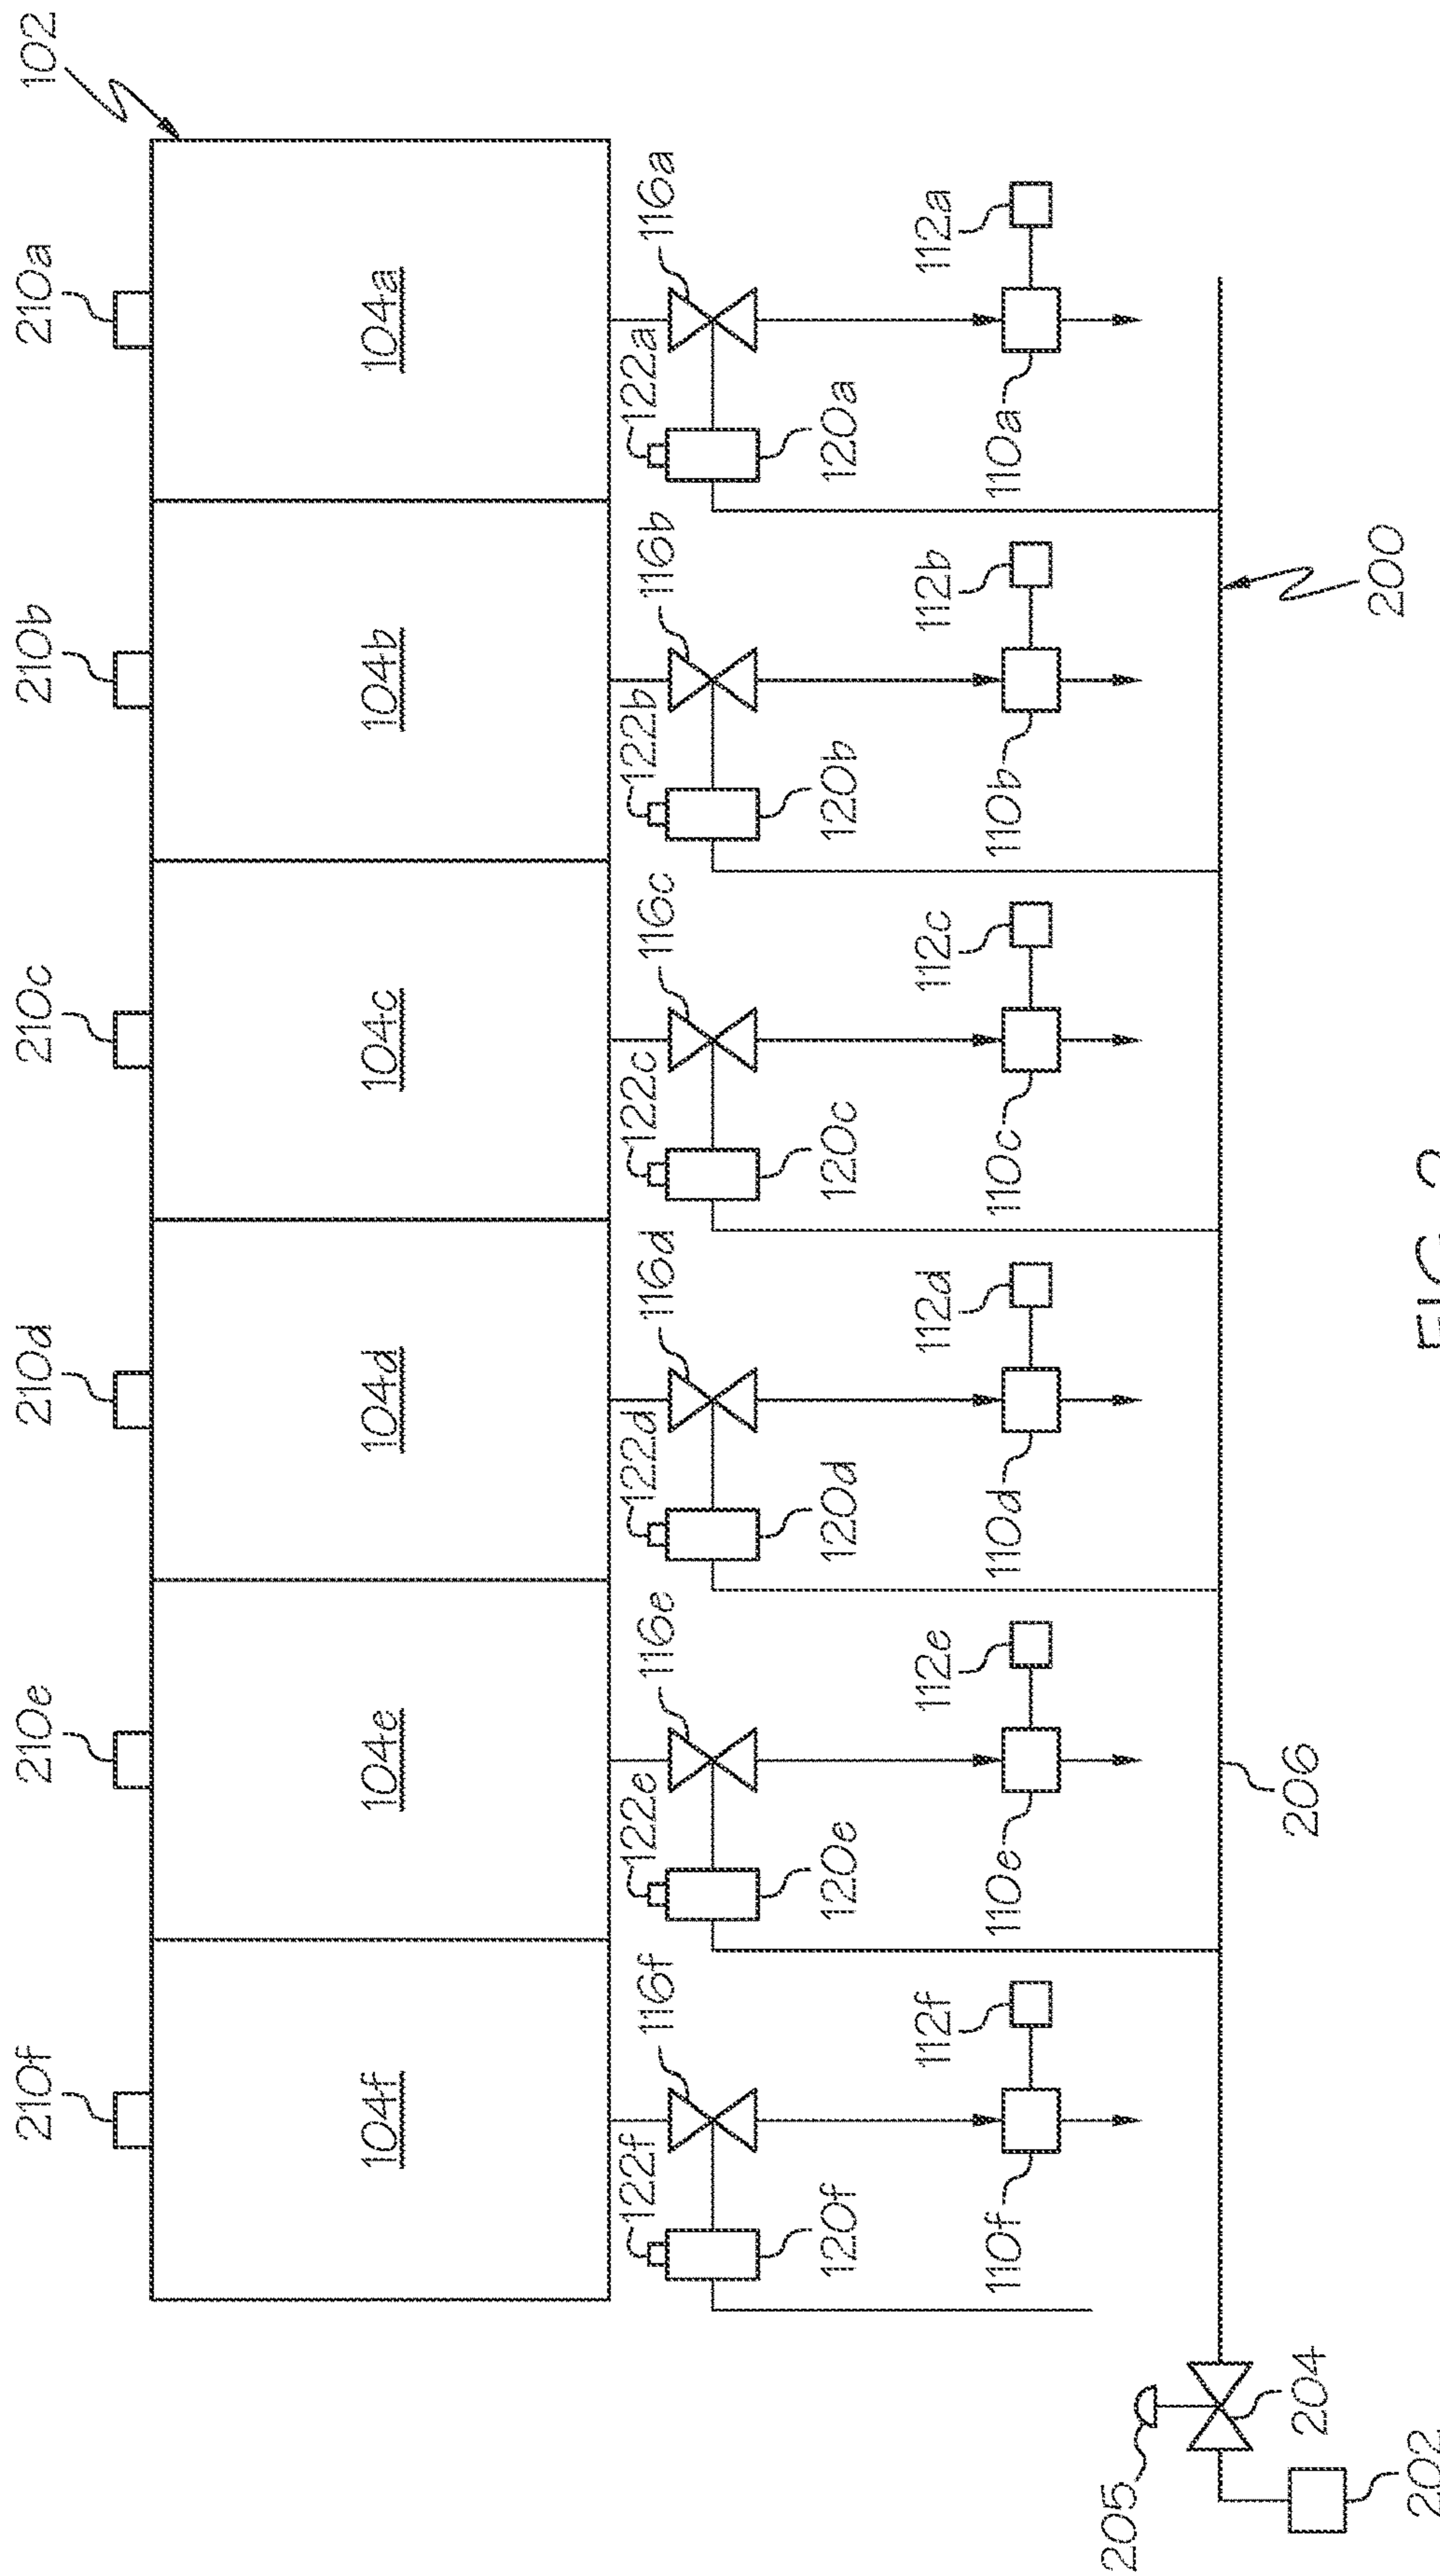 102
210f 210e 210d 210c 210b 210a
104f 104e 104d 104c 104b 104a
122f 116f 122e 116e 122d 116d 122c 116c 122b 116b 122a 116a
120f 120e 120d 120c 120b 120a
112f 112e 112d 112c 112b 112a
110f 110e 110d 110c 110b 110a
205
204 206
200
202
FIG.